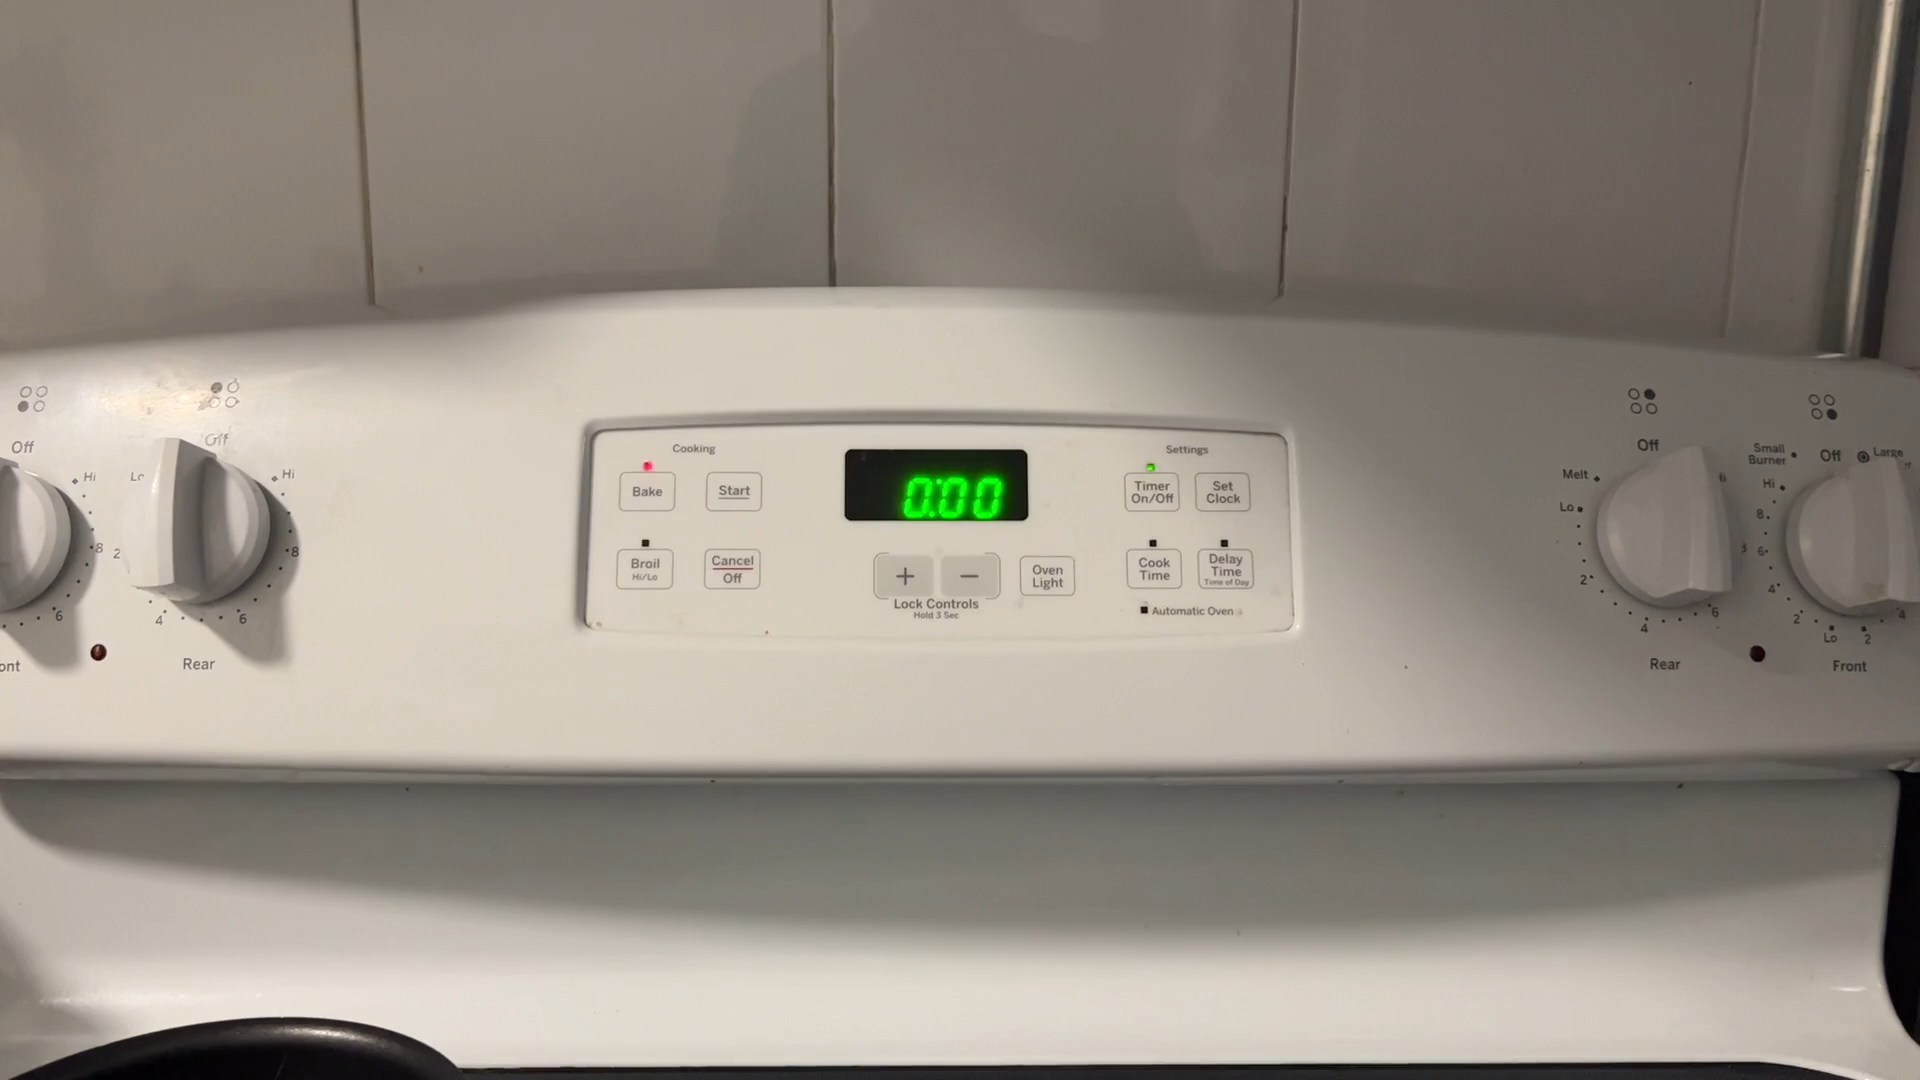 Off
Hi
8
6
Rear
Off
Hi
2
8
4
6
Cooking
Bake
Start
Broil
Hi/Lo
Cancel
Off
0:00
+
−
Lock Controls
Hold 3 Sec
Oven
Light
Settings
Timer
On/Off
Set
Clock
Cook
Time
Delay
Time
Time of Day
Automatic Oven
Off
Melt
Lo
2
4
6
Rear
Small
Burner
Off
Large
Hi
8
6
4
2
Lo
2
4
Front